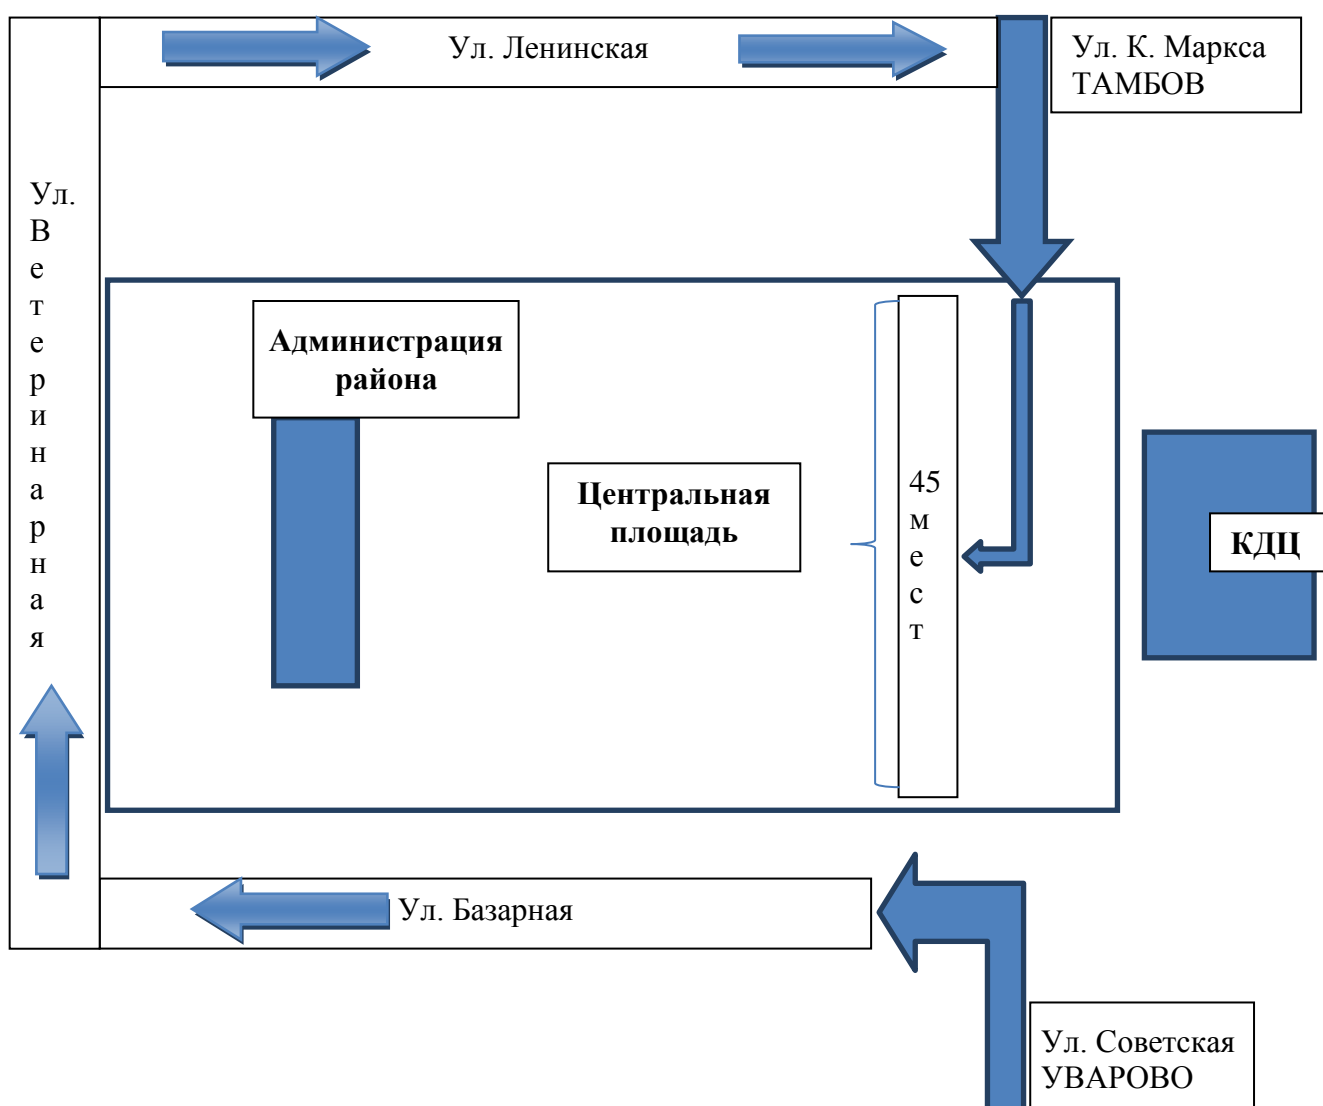 Ул. Ленинская
Ул. К. Маркса
ТАМБОВ
Ул.
В
е
т
е
р
и
н
а
р
н
а
я
Администрация
района
Центральная
площадь
45
м
е
с
т
КДЦ
Ул. Базарная
Ул. Советская
УВАРОВО